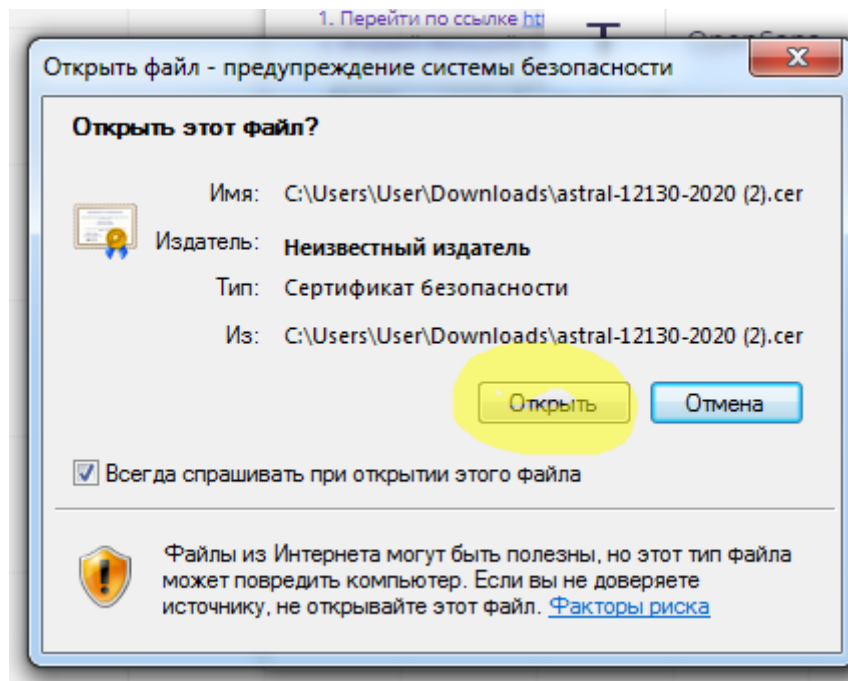 1. Перейти по ссылке htt
Открыть файл - предупреждение системы безопасности
Открыть этот файл?
Имя: C:\Users\User\Downloads\astral-12130-2020 (2).cer
Издатель: Неизвестный издатель
Тип: Сертификат безопасности
Из: C:\Users\User\Downloads\astral-12130-2020 (2).cer
Открыть Отмена
Всегда спрашивать при открытии этого файла
Файлы из Интернета могут быть полезны, но этот тип файла
может повредить компьютер. Если вы не доверяете
источнику, не открывайте этот файл. Факторы риска